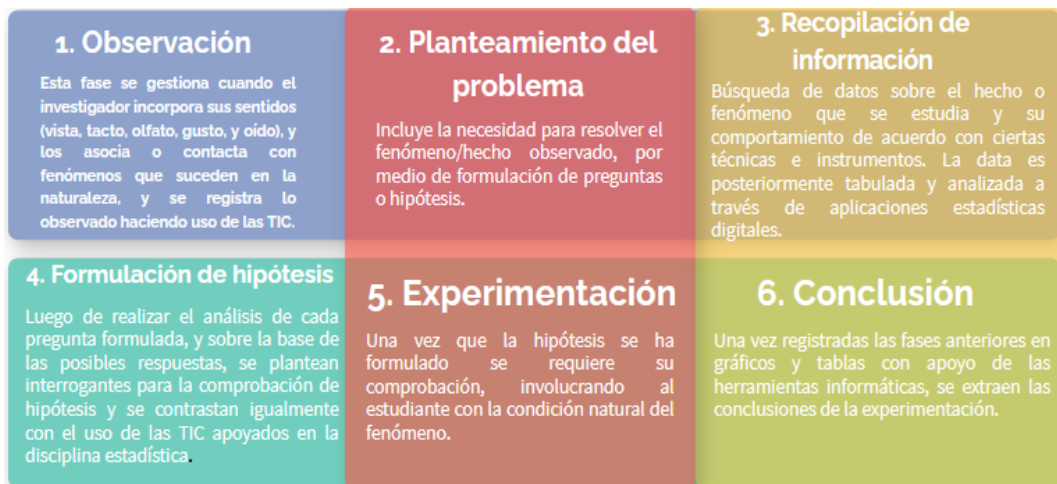 1. Observación
Esta fase se gestiona cuando el
investigador incorpora sus sentidos
(vista, tacto, olfato, gusto, y oído), y
los asocia o contacta con
fenómenos que suceden en la
naturaleza, y se registra lo
observado haciendo uso de las TIC.
2. Planteamiento del
problema
Incluye la necesidad para resolver el
fenómeno/hecho observado, por
medio de formulación de preguntas
o hipótesis.
3. Recopilación de
información
Búsqueda de datos sobre el hecho o
fenómeno que se estudia y su
comportamiento de acuerdo con ciertas
técnicas e instrumentos. La data es
posteriormente tabulada y analizada a
través de aplicaciones estadísticas
digitales.
4. Formulación de hipótesis
Luego de realizar el análisis de cada
pregunta formulada, y sobre la base de
las posibles respuestas, se plantean
interrogantes para la comprobación de
hipótesis y se contrastan igualmente
con el uso de las TIC apoyados en la
disciplina estadística.
5. Experimentación
Una vez que la hipótesis se ha
formulado se requiere su
comprobación, involucrando al
estudiante con la condición natural del
fenómeno.
6. Conclusión
Una vez registradas las fases anteriores en
gráficos y tablas con apoyo de las
herramientas informáticas, se extraen las
conclusiones de la experimentación.